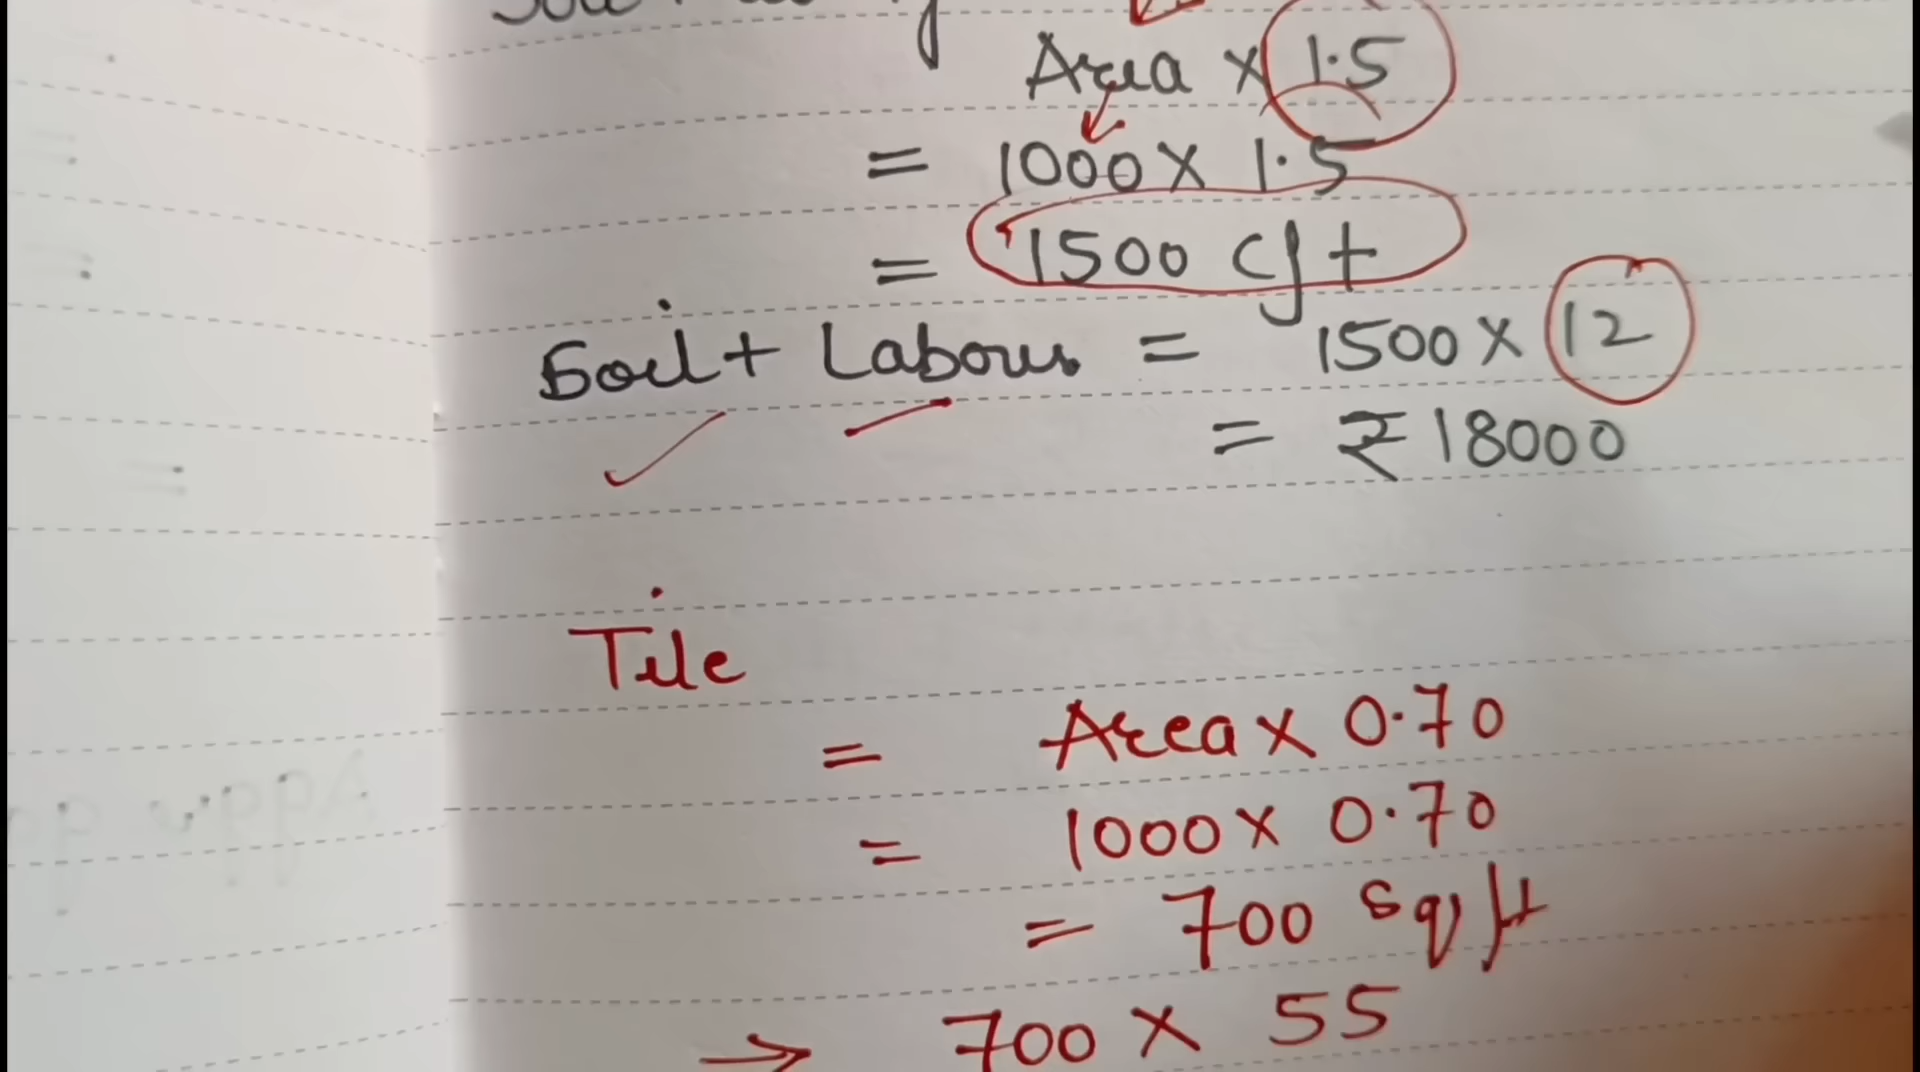 Area × 1.5
= 1000 × 1.5
= 1500 cft
Soil + Labour = 1500 × 12
= ₹ 18000
Tile
= Area × 0.70
= 1000 × 0.70
= 700 sqft
→ 700 × 55